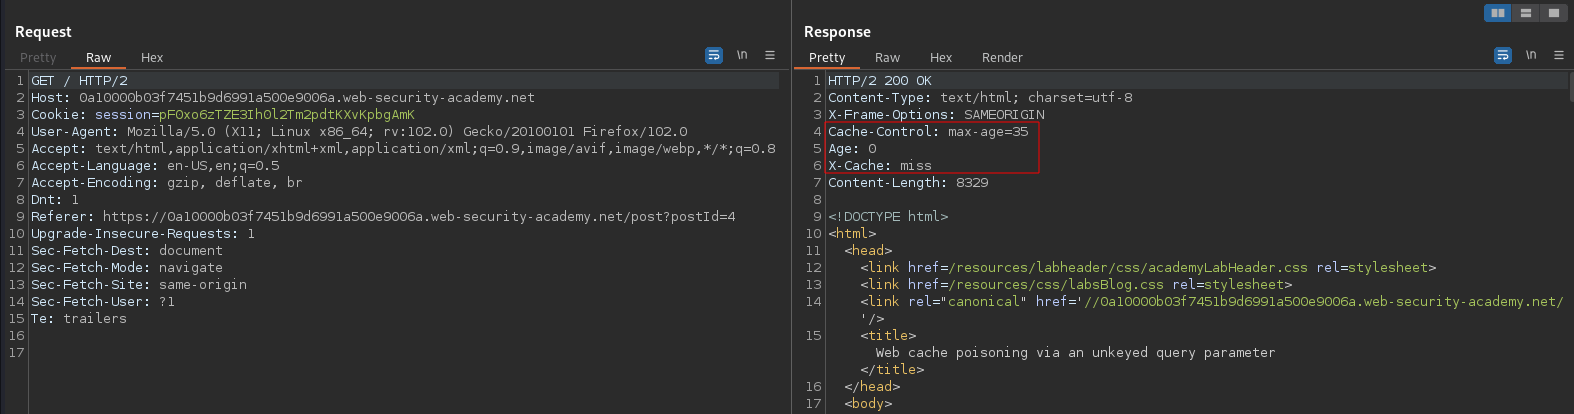 Request
Pretty Raw Hex
\n
1 GET / HTTP/2
2 Host: 0a10000b03f7451b9d6991a500e9006a.web-security-academy.net
3 Cookie: session=pFOxo6zTZE3IhOl2Tm2pdtKXvKpbgAmK
4 User-Agent: Mozilla/5.0 (X11; Linux x86_64; rv:102.0) Gecko/20100101 Firefox/102.0
5 Accept: text/html,application/xhtml+xml,application/xml;q=0.9,image/avif,image/webp,*/*;q=0.8
6 Accept-Language: en-US,en;q=0.5
7 Accept-Encoding: gzip, deflate, br
8 Dnt: 1
9 Referer: https://0a10000b03f7451b9d6991a500e9006a.web-security-academy.net/post?postId=4
10 Upgrade-Insecure-Requests: 1
11 Sec-Fetch-Dest: document
12 Sec-Fetch-Mode: navigate
13 Sec-Fetch-Site: same-origin
14 Sec-Fetch-User: ?1
15 Te: trailers
16
17
Response
Pretty Raw Hex Render
\n
1 HTTP/2 200 OK
2 Content-Type: text/html; charset=utf-8
3 X-Frame-Options: SAMEORIGIN
4 Cache-Control: max-age=35
5 Age: 0
6 X-Cache: miss
7 Content-Length: 8329
8
9 <!DOCTYPE html>
10 <html>
11 <head>
12 <link href=/resources/labheader/css/academyLabHeader.css rel=stylesheet>
13 <link href=/resources/css/labsBlog.css rel=stylesheet>
14 <link rel="canonical" href='//0a10000b03f7451b9d6991a500e9006a.web-security-academy.net/
'/>
15 <title>
Web cache poisoning via an unkeyed query parameter
</title>
16 </head>
17 <body>